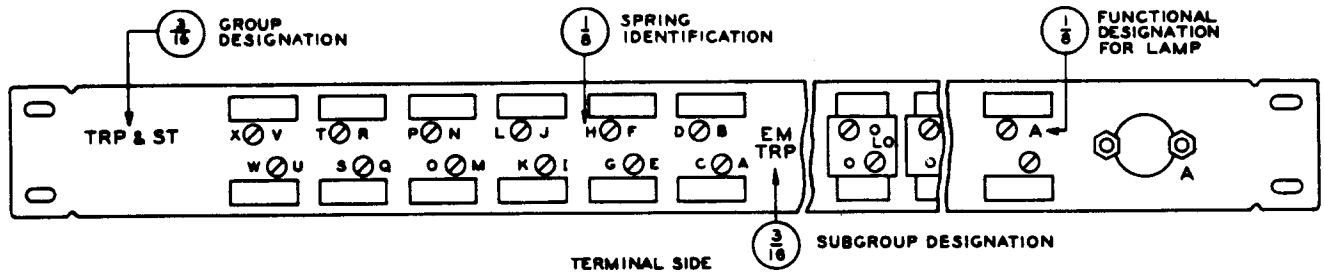 3/16 GROUP DESIGNATION
1/8 SPRING IDENTIFICATION
1/8 FUNCTIONAL DESIGNATION FOR LAMP
TRP & ST
X V T R P N L J H F D B
W U S Q O M K I G E C A
EM
TRP
L
A
A
3/16 SUBGROUP DESIGNATION
TERMINAL SIDE